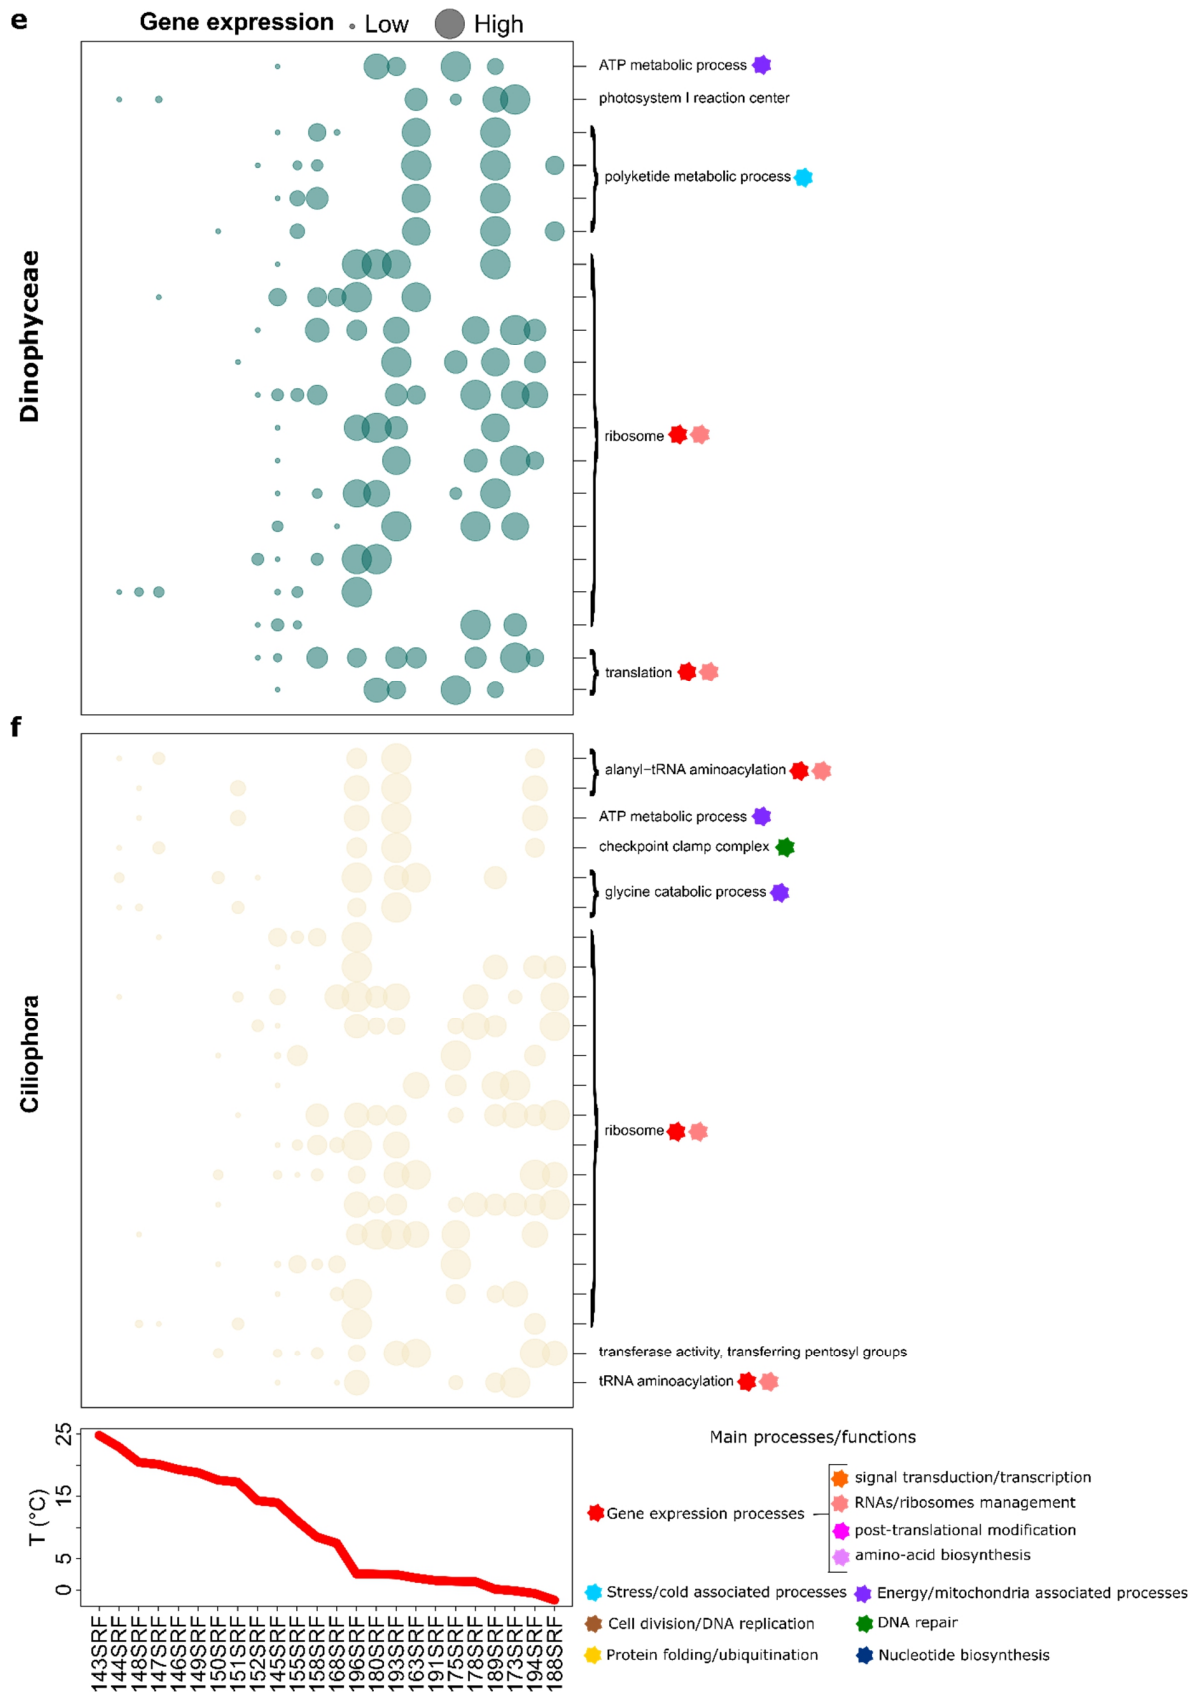 e
Gene expression Low High
Dinophyceae
ATP metabolic process
photosystem I reaction center
polyketide metabolic process
ribosome
translation
f
Ciliophora
alanyl−tRNA aminoacylation
ATP metabolic process
checkpoint clamp complex
glycine catabolic process
ribosome
transferase activity, transferring pentosyl groups
tRNA aminoacylation
T (°C)
25
15
5
0
143SRF
144SRF
148SRF
147SRF
146SRF
149SRF
150SRF
151SRF
152SRF
145SRF
155SRF
158SRF
168SRF
196SRF
180SRF
193SRF
163SRF
191SRF
175SRF
178SRF
189SRF
173SRF
194SRF
188SRF
Main processes/functions
Gene expression processes
signal transduction/transcription
RNAs/ribosomes management
post-translational modification
amino-acid biosynthesis
Stress/cold associated processes
Energy/mitochondria associated processes
Cell division/DNA replication
DNA repair
Protein folding/ubiquitination
Nucleotide biosynthesis